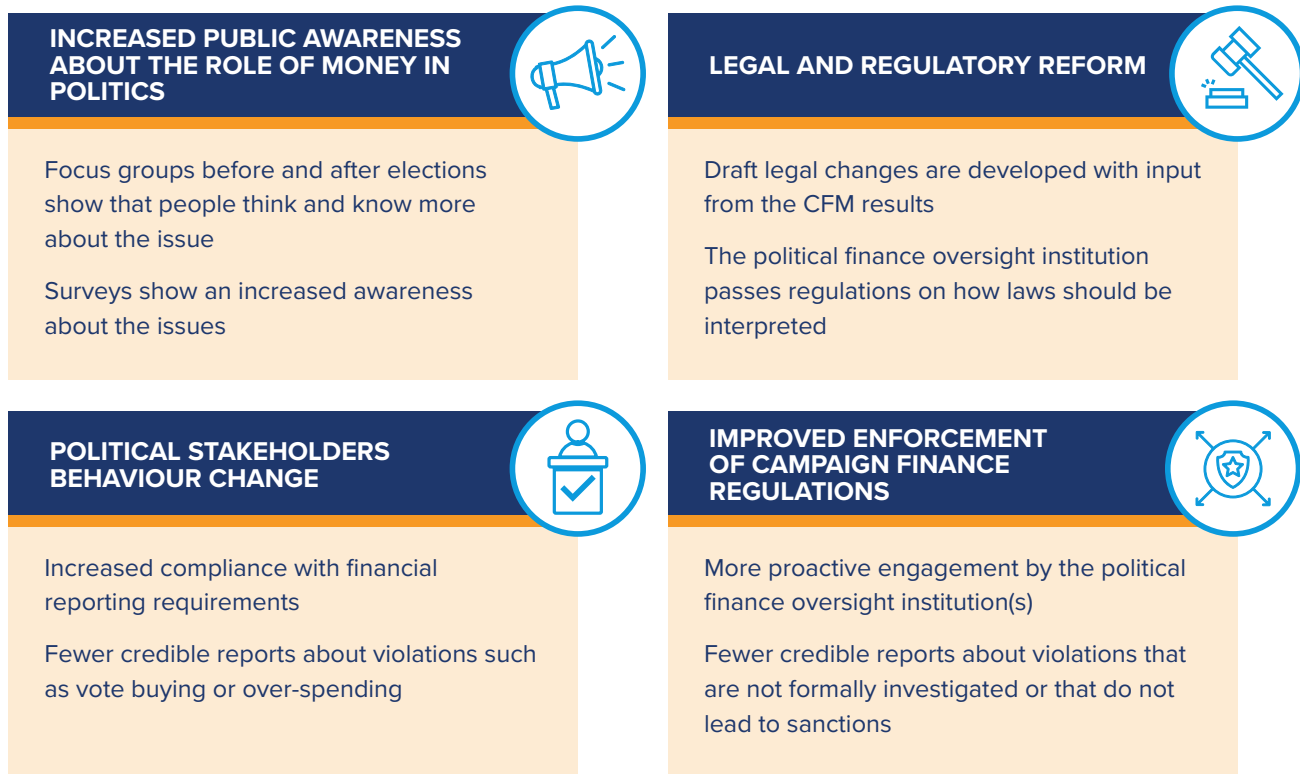 INCREASED PUBLIC AWARENESS
ABOUT THE ROLE OF MONEY IN
POLITICS
Focus groups before and after elections
show that people think and know more
about the issue
Surveys show an increased awareness
about the issues
LEGAL AND REGULATORY REFORM
Draft legal changes are developed with input
from the CFM results
The political finance oversight institution
passes regulations on how laws should be
interpreted
POLITICAL STAKEHOLDERS
BEHAVIOUR CHANGE
Increased compliance with financial
reporting requirements
Fewer credible reports about violations such
as vote buying or over-spending
IMPROVED ENFORCEMENT
OF CAMPAIGN FINANCE
REGULATIONS
More proactive engagement by the political
finance oversight institution(s)
Fewer credible reports about violations that
are not formally investigated or that do not
lead to sanctions